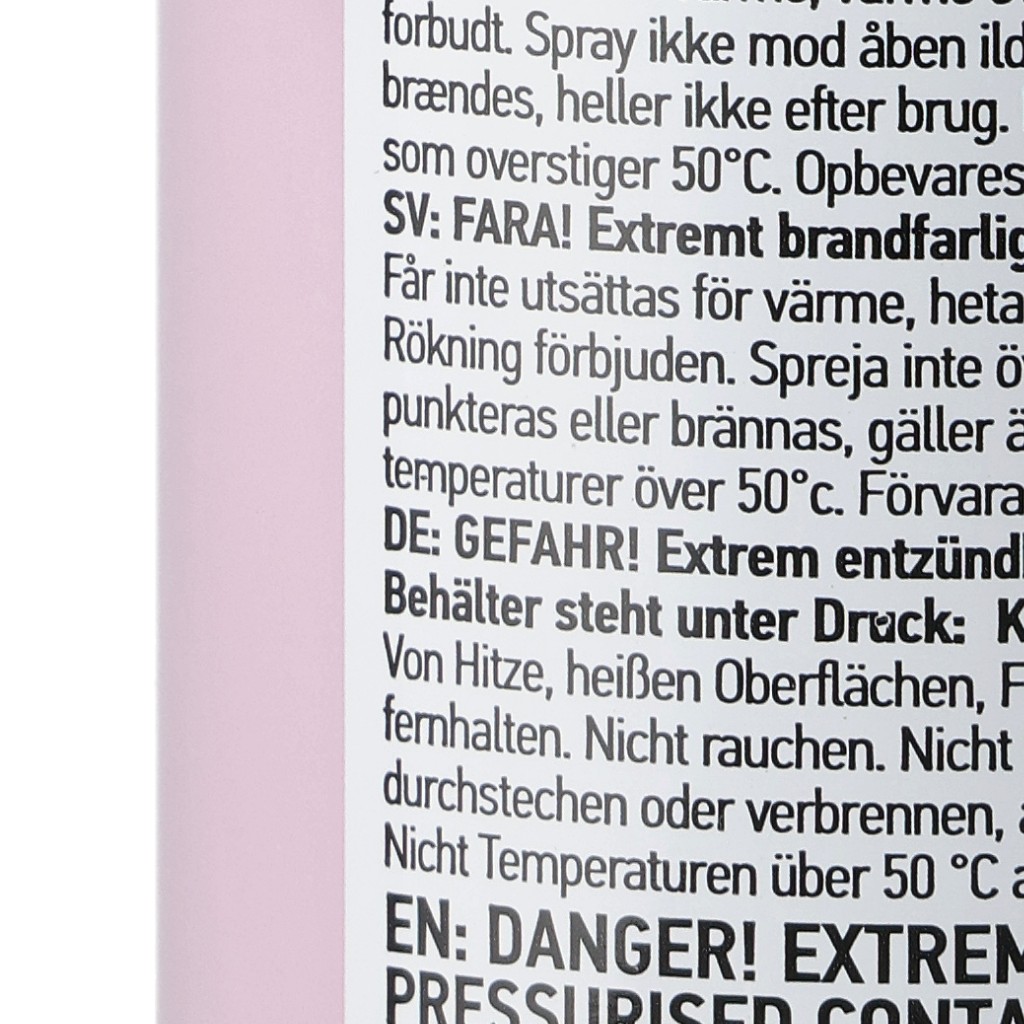 forbudt. Spray ikke mod åben ild
brændes, heller ikke efter brug.
som overstiger 50°C. Opbevares
SV: FARA! Extremt brandfarlig
Får inte utsättas för värme, heta
Rökning förbjuden. Spreja inte
punkteras eller brännas, gäller
temperaturer över 50°c. Förvara
DE: GEFAHR! Extrem entzündl
Behälter steht unter Druck: K
Von Hitze, heißen Oberflächen, F
fernhalten. Nicht rauchen. Nicht
durchstechen oder verbrennen,
Nicht Temperaturen über 50 °C
EN: DANGER! EXTREM
PRESSURISED CONTA